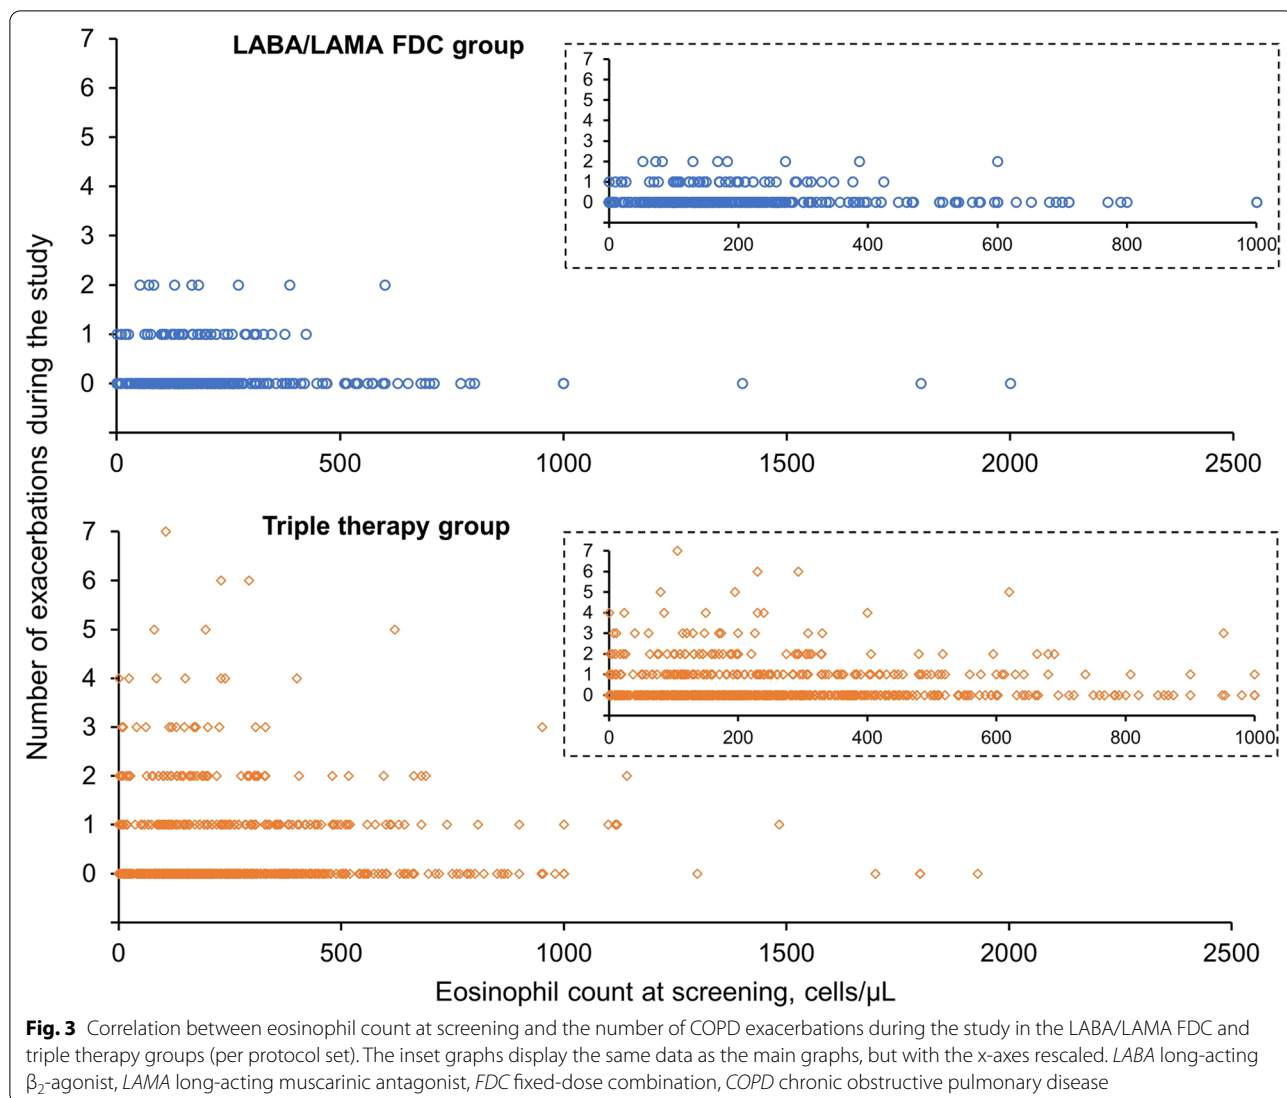 LABA/LAMA FDC group
7
6
5
4
3
2
1
0
0 500 1000 1500 2000 2500
7
6
5
4
3
2
1
0
0 200 400 600 800 1000
Number of exacerbations during the study
Triple therapy group
7
6
5
4
3
2
1
0
0 500 1000 1500 2000 2500
7
6
5
4
3
2
1
0
0 200 400 600 800 1000
Eosinophil count at screening, cells/µL
Fig. 3 Correlation between eosinophil count at screening and the number of COPD exacerbations during the study in the LABA/LAMA FDC and
triple therapy groups (per protocol set). The inset graphs display the same data as the main graphs, but with the x-axes rescaled. LABA long-acting
β₂-agonist, LAMA long-acting muscarinic antagonist, FDC fixed-dose combination, COPD chronic obstructive pulmonary disease